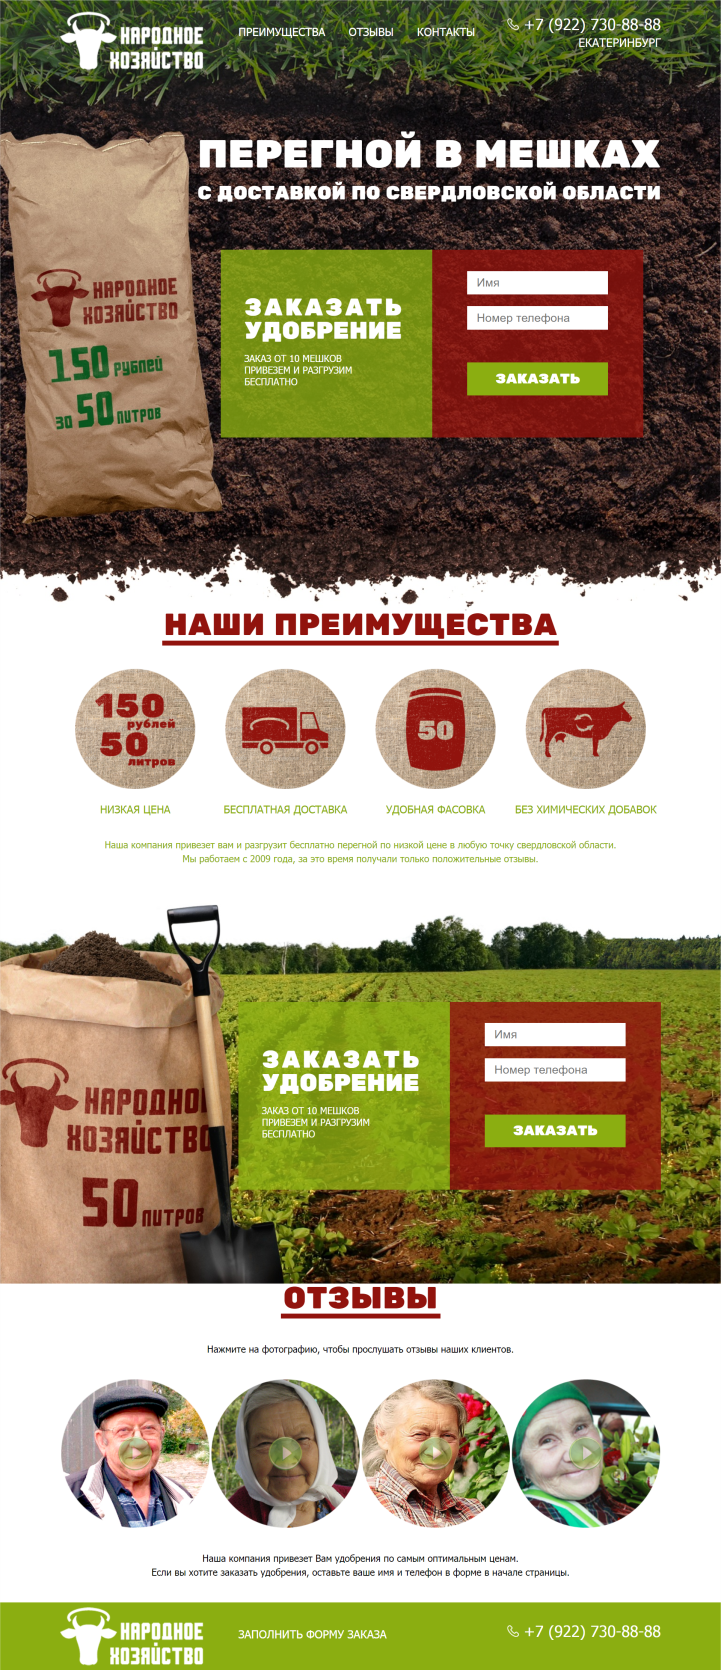 НАРОДНОЕ
ХОЗЯЙСТВО
ПРЕИМУЩЕСТВА
ОТЗЫВЫ
КОНТАКТЫ
+7 (922) 730-88-88
ЕКАТЕРИНБУРГ
ПЕРЕГНОЙ В МЕШКАХ
С ДОСТАВКОЙ ПО СВЕРДЛОВСКОЙ ОБЛАСТИ
НАРОДНОЕ
ХОЗЯЙСТВО
150 РУБЛЕЙ
ЗА 50 ЛИТРОВ
ЗАКАЗАТЬ
УДОБРЕНИЕ
ЗАКАЗ ОТ 10 МЕШКОВ
ПРИВЕЗЕМ И РАЗГРУЗИМ
БЕСПЛАТНО
Имя
Номер телефона
ЗАКАЗАТЬ
НАШИ ПРЕИМУЩЕСТВА
150
рублей
50
литров
50
НИЗКАЯ ЦЕНА
БЕСПЛАТНАЯ ДОСТАВКА
УДОБНАЯ ФАСОВКА
БЕЗ ХИМИЧЕСКИХ ДОБАВОК
Наша компания привезет вам и разгрузит бесплатно перегной по низкой цене в любую точку свердловской области.
Мы работаем с 2009 года, за это время получали только положительные отзывы.
НАРОДНОЕ
ХОЗЯЙСТВО
50 ЛИТРОВ
ЗАКАЗАТЬ
УДОБРЕНИЕ
ЗАКАЗ ОТ 10 МЕШКОВ
ПРИВЕЗЕМ И РАЗГРУЗИМ
БЕСПЛАТНО
Имя
Номер телефона
ЗАКАЗАТЬ
ОТЗЫВЫ
Нажмите на фотографию, чтобы прослушать отзывы наших клиентов.
Наша компания привезет Вам удобрения по самым оптимальным ценам.
Если вы хотите заказать удобрения, оставьте ваше имя и телефон в форме в начале страницы.
НАРОДНОЕ
ХОЗЯЙСТВО
ЗАПОЛНИТЬ ФОРМУ ЗАКАЗА
+7 (922) 730-88-88